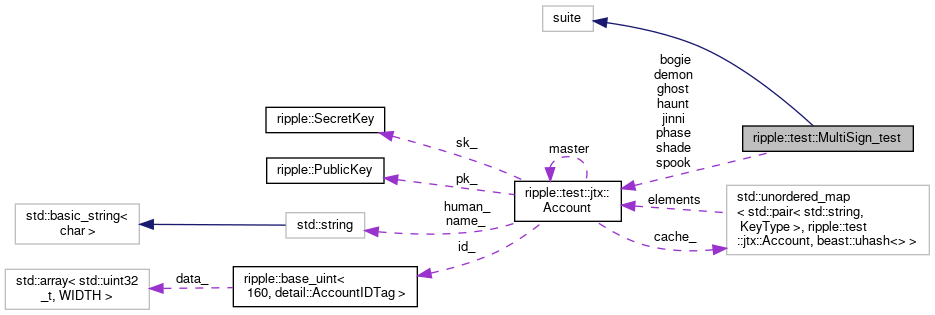 suite
bogie
demon
ghost
haunt
jinni
phase
shade
spook
ripple::SecretKey
ripple::test::MultiSign_test
sk_
master
ripple::PublicKey
pk_
ripple::test::jtx::
Account
elements
std::unordered_map
< std::pair< std::string,
KeyType >, ripple::test
::jtx::Account, beast::uhash<> >
human_
name_
std::basic_string<
char >
std::string
cache_
id_
std::array< std::uint32
_t, WIDTH >
data_
ripple::base_uint<
160, detail::AccountIDTag >